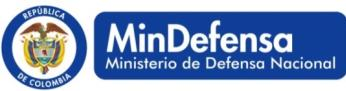 REPÚBLICA
DE COLOMBIA
MinDefensa
Ministerio de Defensa Nacional